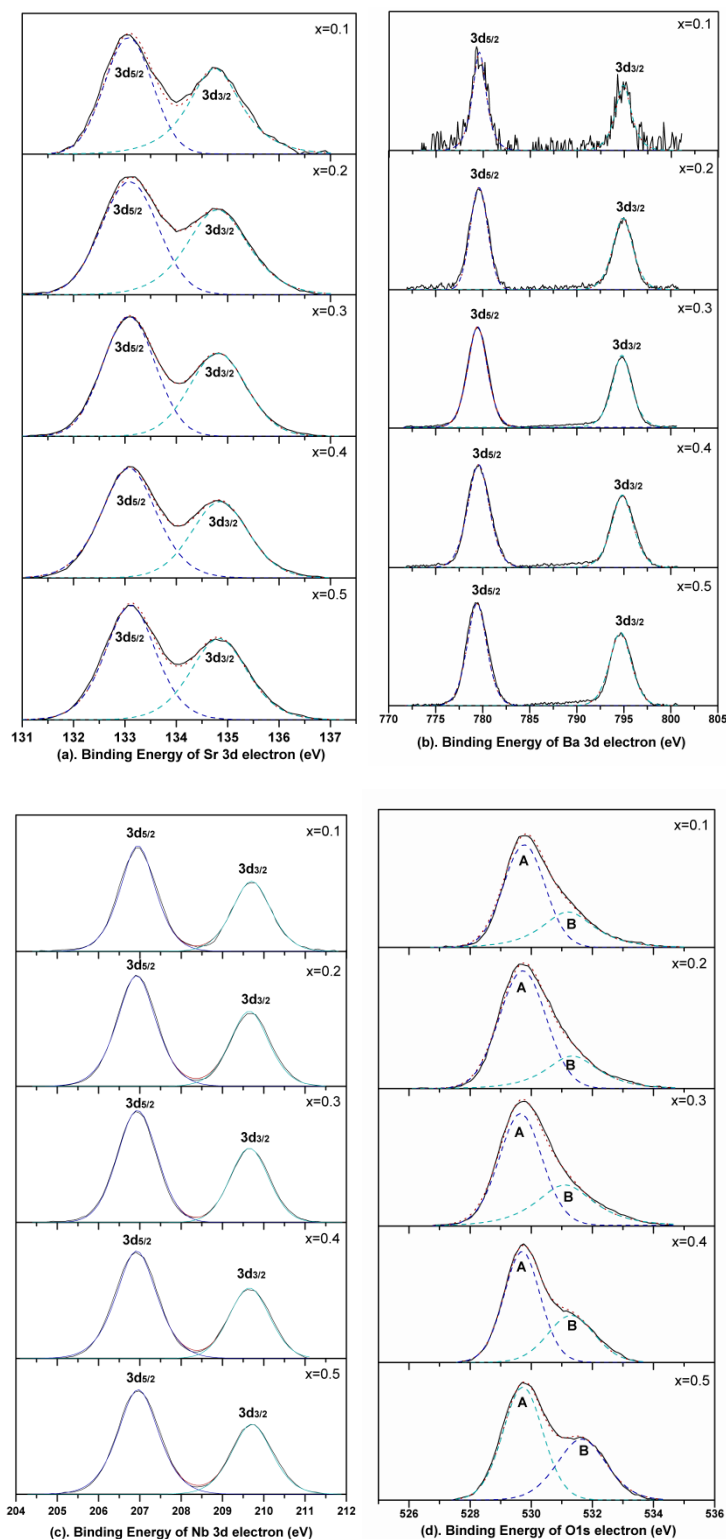 x=0.1
3d5/2
3d3/2
x=0.2
3d5/2
3d3/2
x=0.3
3d5/2
3d3/2
x=0.4
3d5/2
3d3/2
x=0.5
3d5/2
3d3/2
131 132 133 134 135 136 137
(a). Binding Energy of Sr 3d electron (eV)
x=0.1
3d5/2
3d3/2
x=0.2
3d5/2
3d3/2
x=0.3
3d5/2
3d3/2
x=0.4
3d5/2
3d3/2
x=0.5
3d5/2
3d3/2
770 775 780 785 790 795 800 805
(b). Binding Energy of Ba 3d electron (eV)
x=0.1
3d5/2
3d3/2
x=0.2
3d5/2
3d3/2
x=0.3
3d5/2
3d3/2
x=0.4
3d5/2
3d3/2
x=0.5
3d5/2
3d3/2
204 205 206 207 208 209 210 211 212
(c). Binding Energy of Nb 3d electron (eV)
x=0.1
A
B
x=0.2
A
B
x=0.3
A
B
x=0.4
A
B
x=0.5
A
B
526 528 530 532 534 536
(d). Binding Energy of O1s electron (eV)